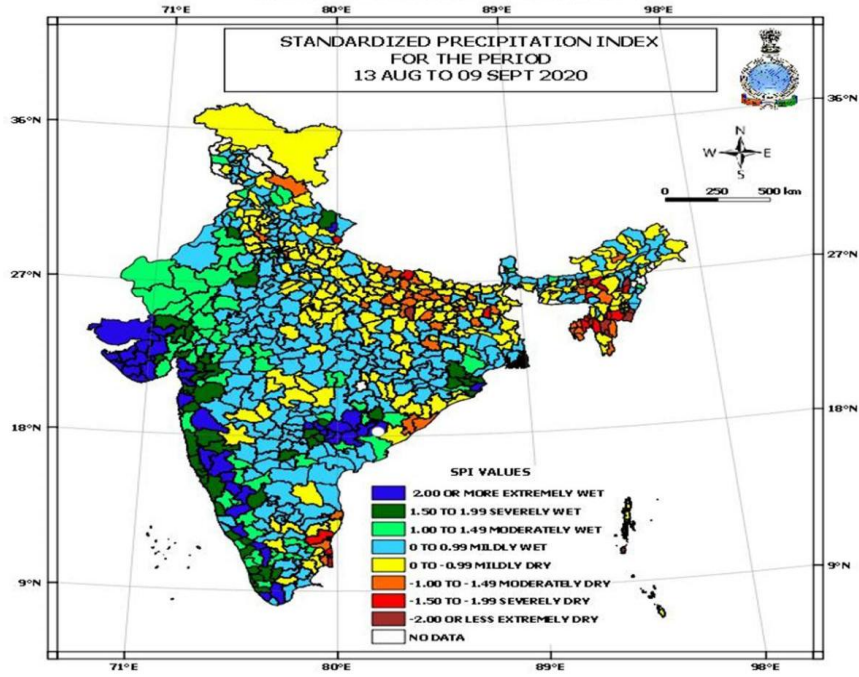 71°E 80°E 89°E 98°E
STANDARDIZED PRECIPITATION INDEX
FOR THE PERIOD
13 AUG TO 09 SEPT 2020
36°N 36°N
N
W E
S
0 250 500 km
27°N 27°N
18°N 18°N
SPI VALUES
2.00 OR MORE EXTREMELY WET
1.50 TO 1.99 SEVERELY WET
1.00 TO 1.49 MODERATELY WET
0 TO 0.99 MILDLY WET
0 TO -0.99 MILDLY DRY
-1.00 TO -1.49 MODERATELY DRY
-1.50 TO -1.99 SEVERELY DRY
-2.00 OR LESS EXTREMELY DRY
NO DATA
9°N 9°N
71°E 80°E 89°E 98°E